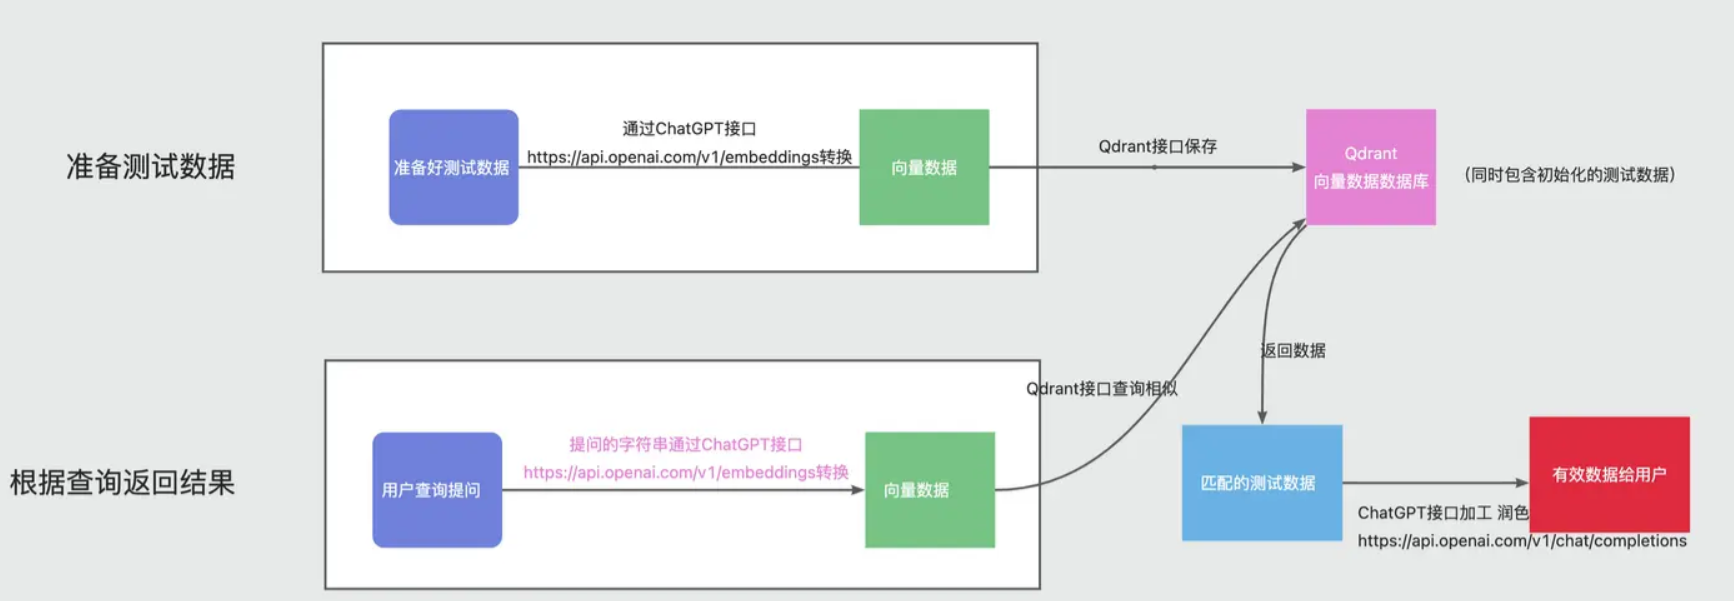 准备测试数据
准备好测试数据
通过ChatGPT接口
https://api.openai.com/v1/embeddings转换
向量数据
Qdrant接口保存
Qdrant
向量数据数据库
（同时包含初始化的测试数据）
根据查询返回结果
用户查询提问
提问的字符串通过ChatGPT接口
https://api.openai.com/v1/embeddings转换
向量数据
Qdrant接口查询相似
返回数据
匹配的测试数据
ChatGPT接口加工 润色
https://api.openai.com/v1/chat/completions
有效数据给用户